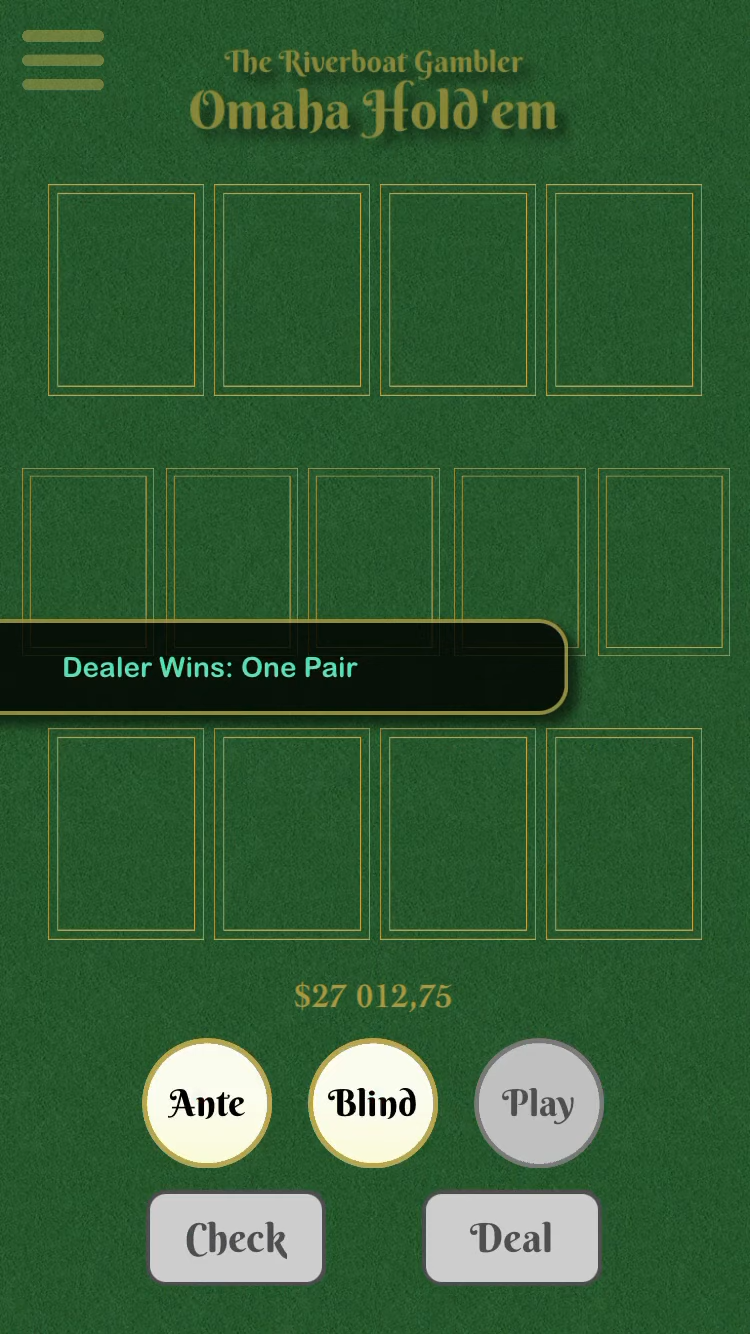 The Riverboat Gambler
Omaha Hold'em
Dealer Wins: One Pair
$27 012,75
Ante Blind Play
Check Deal